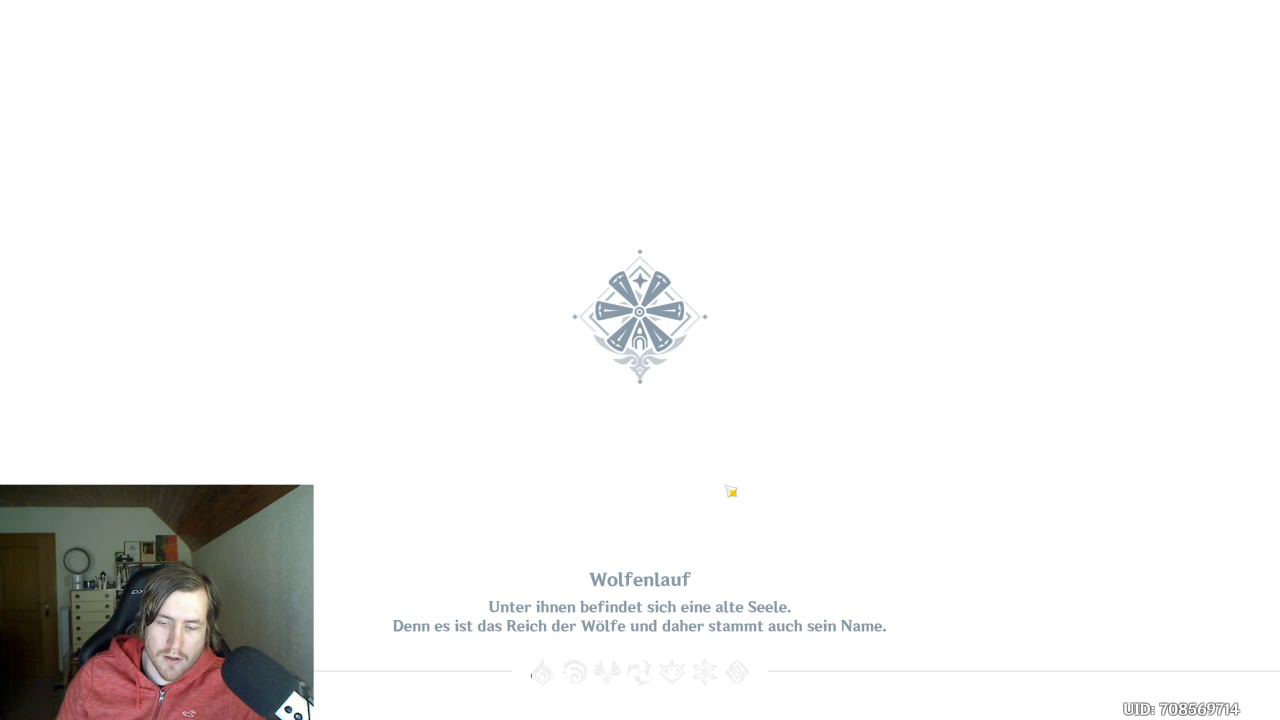 Wolfenlauf
Unter ihnen befindet sich eine alte Seele.
Denn es ist das Reich der Wölfe und daher stammt auch sein Name.
UID: 708569714